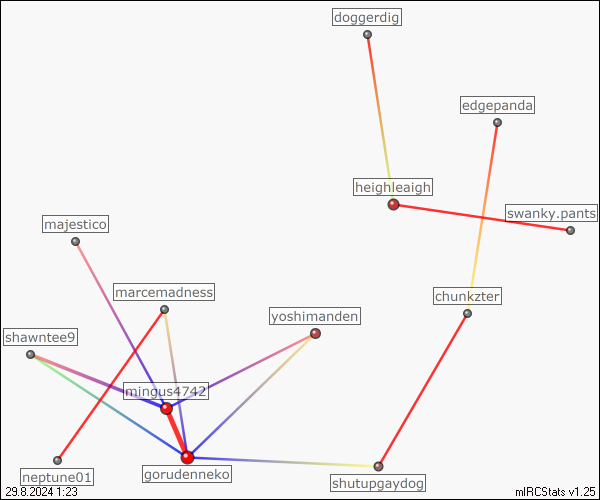 doggerdig
edgepanda
heighleaigh
swanky.pants
majestico
marcemadness
chunkzter
yoshimanden
shawntee9
mingus4742
gorudenneko
neptune01
shutupgaydog
29.8.2024 1:23
mIRCStats v1.25